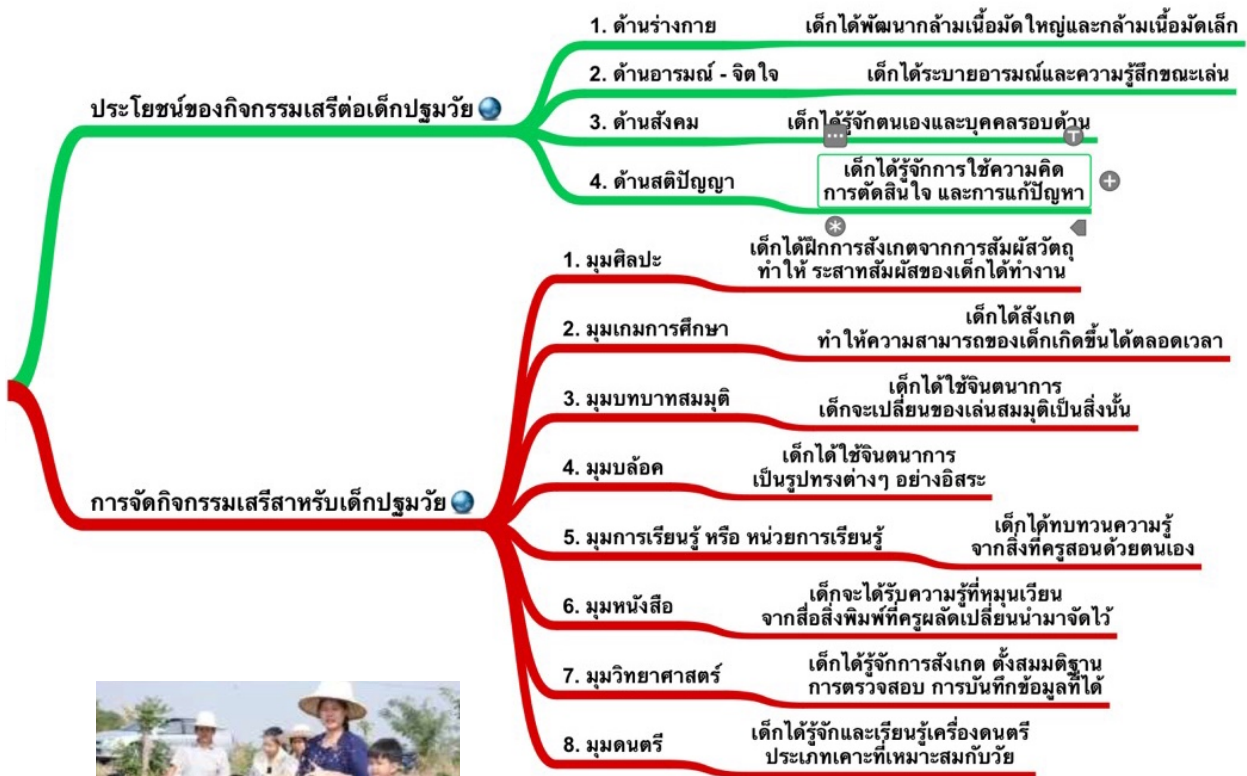 ประโยชน์ของกิจกรรมเสรีต่อเด็กปฐมวัย
1. ด้านร่างกาย เด็กได้พัฒนากล้ามเนื้อมัดใหญ่และกล้ามเนื้อมัดเล็ก
2. ด้านอารมณ์ - จิตใจ เด็กได้ระบายอารมณ์และความรู้สึกขณะเล่น
3. ด้านสังคม เด็กได้รู้จักตนเองและบุคคลรอบด้าน
4. ด้านสติปัญญา
เด็กได้รู้จักการใช้ความคิด
การตัดสินใจ และการแก้ปัญหา
การจัดกิจกรรมเสรีสาหรับเด็กปฐมวัย
1. มุมศิลปะ
เด็กได้ฝึกการสังเกตจากการสัมผัสวัตถุ
ทำให้ ระสาทสัมผัสของเด็กได้ทำงาน
2. มุมเกมการศึกษา
เด็กได้สังเกต
ทำให้ความสามารถของเด็กเกิดขึ้นได้ตลอดเวลา
3. มุมบทบาทสมมุติ
เด็กได้ใช้จินตนาการ
เด็กจะเปลี่ยนของเล่นสมมุติเป็นสิ่งนั้น
4. มุมบล้อค
เด็กได้ใช้จินตนาการ
เป็นรูปทรงต่างๆ อย่างอิสระ
5. มุมการเรียนรู้ หรือ หน่วยการเรียนรู้
เด็กได้ทบทวนความรู้
จากสิ่งที่ครูสอนด้วยตนเอง
6. มุมหนังสือ
เด็กจะได้รับความรู้ที่หมุนเวียน
จากสื่อสิ่งพิมพ์ที่ครูผลัดเปลี่ยนนำมาจัดไว้
7. มุมวิทยาศาสตร์
เด็กได้รู้จักการสังเกต ตั้งสมมติฐาน
การตรวจสอบ การบันทึกข้อมูลที่ได้
8. มุมดนตรี
เด็กได้รู้จักและเรียนรู้เครื่องดนตรี
ประเภทเคาะที่เหมาะสมกับวัย